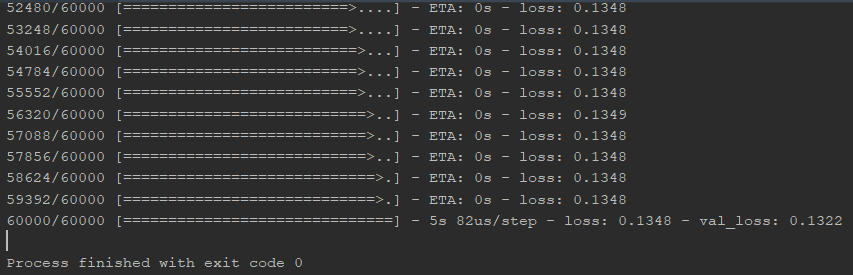 52480/60000 [=========================>....] - ETA: 0s - loss: 0.1348
53248/60000 [=========================>....] - ETA: 0s - loss: 0.1348
54016/60000 [==========================>...] - ETA: 0s - loss: 0.1348
54784/60000 [==========================>...] - ETA: 0s - loss: 0.1348
55552/60000 [==========================>...] - ETA: 0s - loss: 0.1348
56320/60000 [===========================>..] - ETA: 0s - loss: 0.1349
57088/60000 [===========================>..] - ETA: 0s - loss: 0.1348
57856/60000 [===========================>..] - ETA: 0s - loss: 0.1348
58624/60000 [============================>.] - ETA: 0s - loss: 0.1348
59392/60000 [============================>.] - ETA: 0s - loss: 0.1348
60000/60000 [==============================] - 5s 82us/step - loss: 0.1348 - val_loss: 0.1322
Process finished with exit code 0